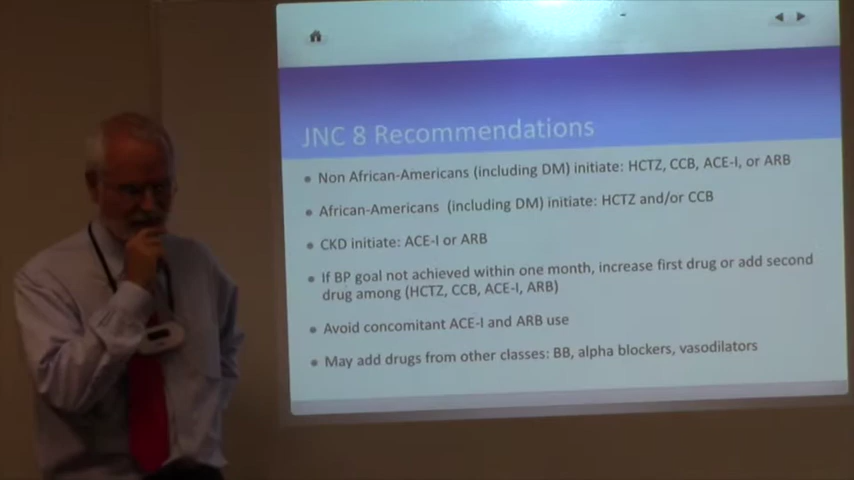 JNC 8 Recommendations
• Non African-Americans (including DM) initiate: HCTZ, CCB, ACE-I, or ARB
• African-Americans (including DM) initiate: HCTZ and/or CCB
• CKD initiate: ACE-I or ARB
• If BP goal not achieved within one month, increase first drug or add second
drug among (HCTZ, CCB, ACE-I, ARB)
• Avoid concomitant ACE-I and ARB use
• May add drugs from other classes: BB, alpha blockers, vasodilators